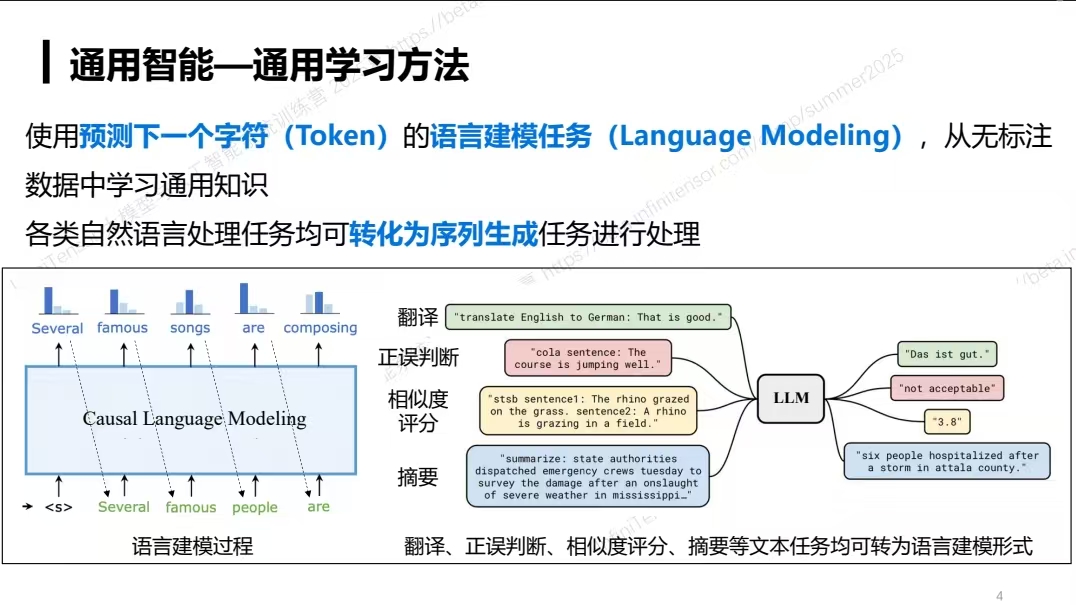 通用智能—通用学习方法
使用预测下一个字符（Token）的语言建模任务（Language Modeling），从无标注
数据中学习通用知识
各类自然语言处理任务均可转化为序列生成任务进行处理
Several famous songs are composing
Causal Language Modeling
<s> Several famous people are
语言建模过程
翻译
"translate English to German: That is good."
正误判断
"cola sentence: The
course is jumping well."
相似度
评分
"stsb sentence1: The rhino grazed
on the grass. sentence2: A rhino
is grazing in a field."
摘要
"summarize: state authorities
dispatched emergency crews tuesday to
survey the damage after an onslaught
of severe weather in mississippi…"
LLM
"Das ist gut."
"not acceptable"
"3.8"
"six people hospitalized after
a storm in attala county."
翻译、正误判断、相似度评分、摘要等文本任务均可转为语言建模形式
4